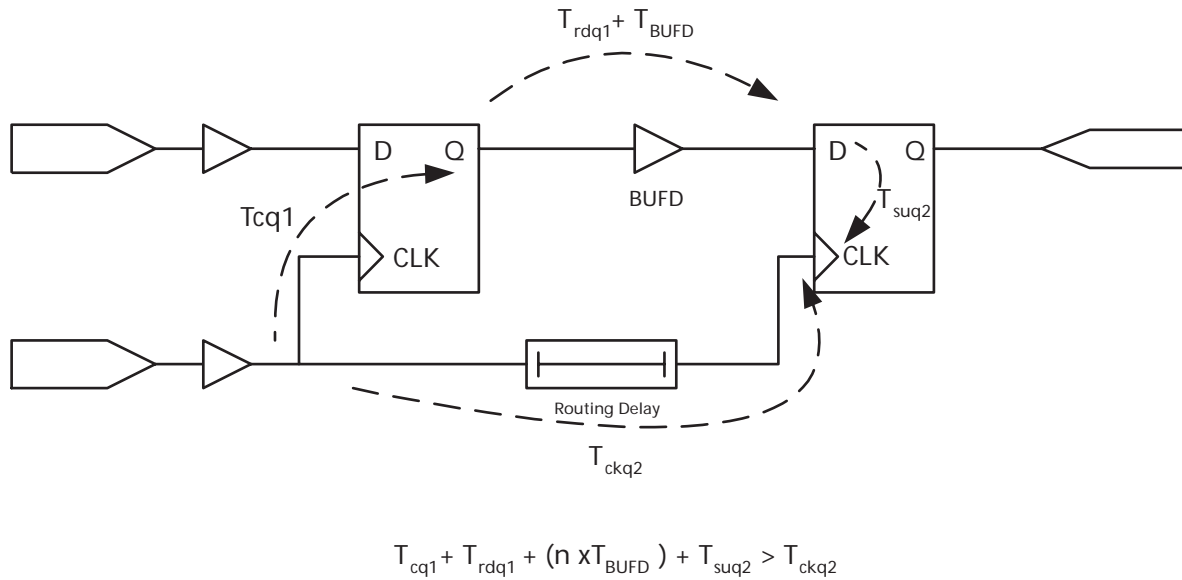 T_rdq1 + T_BUFD
D Q
BUFD
D Q
Tcq1
T_suq2
CLK
CLK
Routing Delay
T_ckq2
T_cq1 + T_rdq1 + (n xT_BUFD ) + T_suq2 > T_ckq2